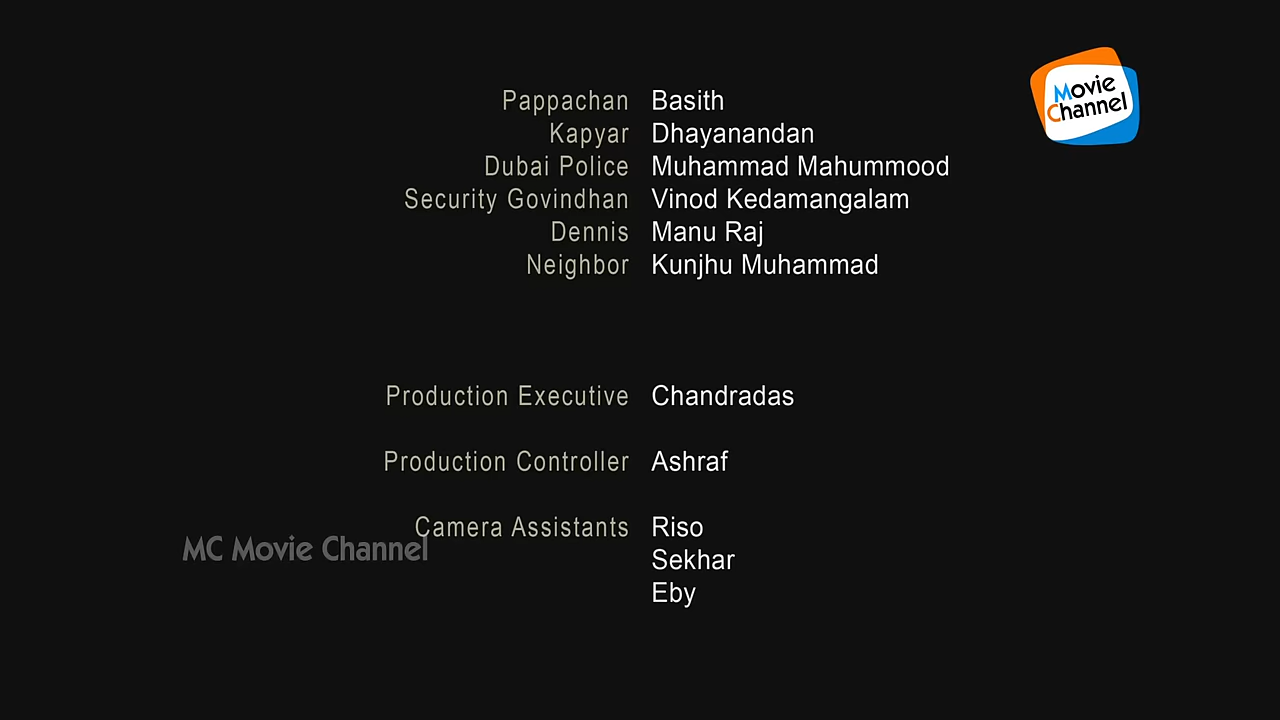 Movie
Channel
Pappachan Basith
Kapyar Dhayanandan
Dubai Police Muhammad Mahummood
Security Govindhan Vinod Kedamangalam
Dennis Manu Raj
Neighbor Kunjhu Muhammad
Production Executive Chandradas
Production Controller Ashraf
Camera Assistants Riso
MC Movie Channel
Sekhar
Eby